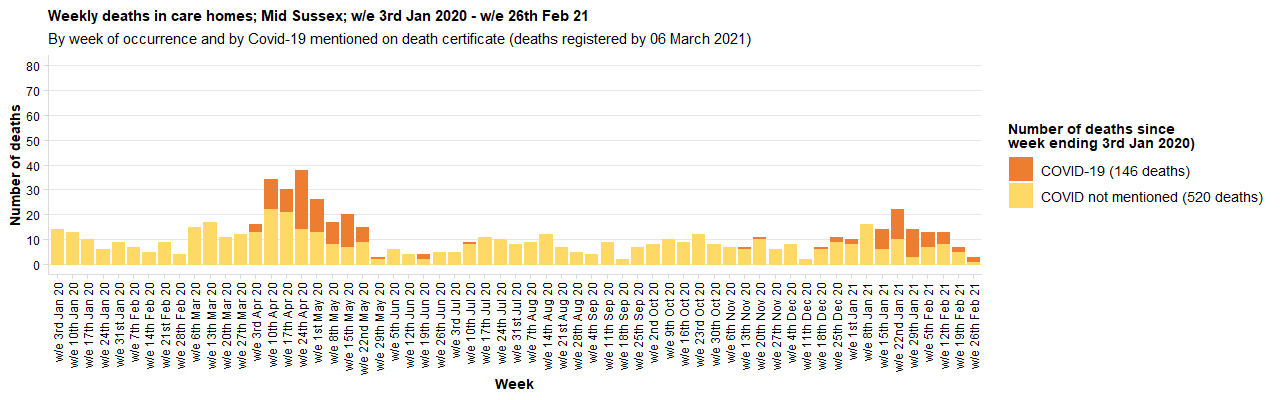 Weekly deaths in care homes; Mid Sussex; w/e 3rd Jan 2020 - w/e 26th Feb 21
By week of occurrence and by Covid-19 mentioned on death certificate (deaths registered by 06 March 2021)
80
70
60
50
40
30
20
10
0
Number of deaths
w/e 3rd Jan 20
w/e 10th Jan 20
w/e 17th Jan 20
w/e 24th Jan 20
w/e 31st Jan 20
w/e 7th Feb 20
w/e 14th Feb 20
w/e 21st Feb 20
w/e 28th Feb 20
w/e 6th Mar 20
w/e 13th Mar 20
w/e 20th Mar 20
w/e 27th Mar 20
w/e 3rd Apr 20
w/e 10th Apr 20
w/e 17th Apr 20
w/e 24th Apr 20
w/e 1st May 20
w/e 8th May 20
w/e 15th May 20
w/e 22nd May 20
w/e 29th May 20
w/e 5th Jun 20
w/e 12th Jun 20
w/e 19th Jun 20
w/e 26th Jun 20
w/e 3rd Jul 20
w/e 10th Jul 20
w/e 17th Jul 20
w/e 24th Jul 20
w/e 31st Jul 20
w/e 7th Aug 20
w/e 14th Aug 20
w/e 21st Aug 20
w/e 28th Aug 20
w/e 4th Sep 20
w/e 11th Sep 20
w/e 18th Sep 20
w/e 25th Sep 20
w/e 2nd Oct 20
w/e 9th Oct 20
w/e 16th Oct 20
w/e 23rd Oct 20
w/e 30th Oct 20
w/e 6th Nov 20
w/e 13th Nov 20
w/e 20th Nov 20
w/e 27th Nov 20
w/e 4th Dec 20
w/e 11th Dec 20
w/e 18th Dec 20
w/e 25th Dec 20
w/e 1st Jan 21
w/e 8th Jan 21
w/e 15th Jan 21
w/e 22nd Jan 21
w/e 29th Jan 21
w/e 5th Feb 21
w/e 12th Feb 21
w/e 19th Feb 21
w/e 26th Feb 21
Week
Number of deaths since
week ending 3rd Jan 2020)
COVID-19 (146 deaths)
COVID not mentioned (520 deaths)